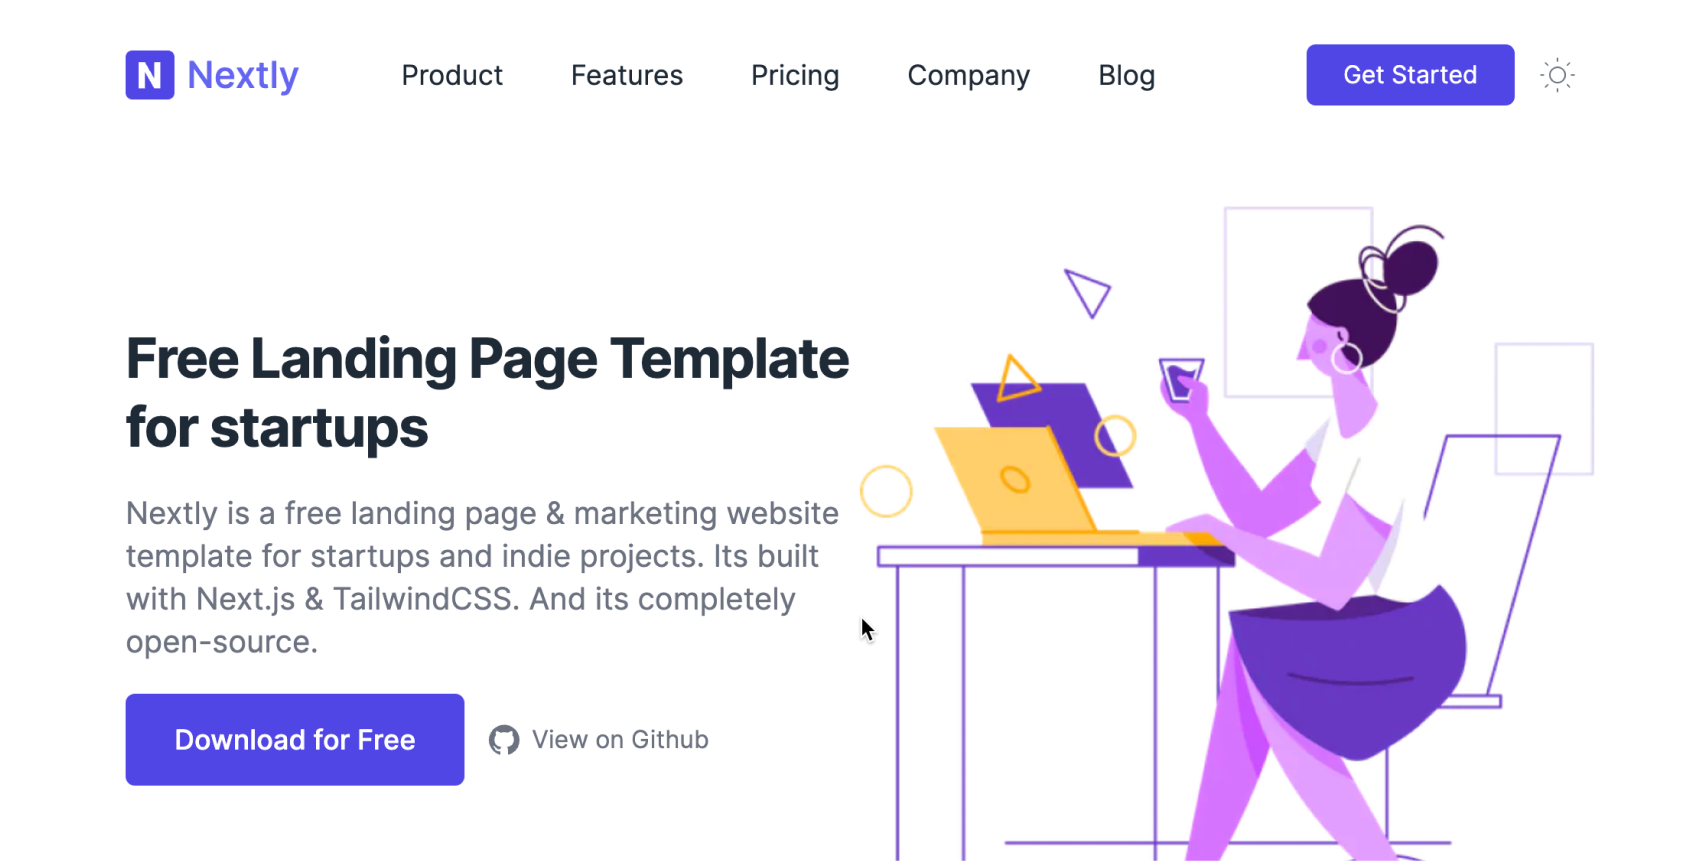 N Nextly Product Features Pricing Company Blog Get Started
Free Landing Page Template
for startups
Nextly is a free landing page & marketing website
template for startups and indie projects. Its built
with Next.js & TailwindCSS. And its completely
open-source.
Download for Free View on Github